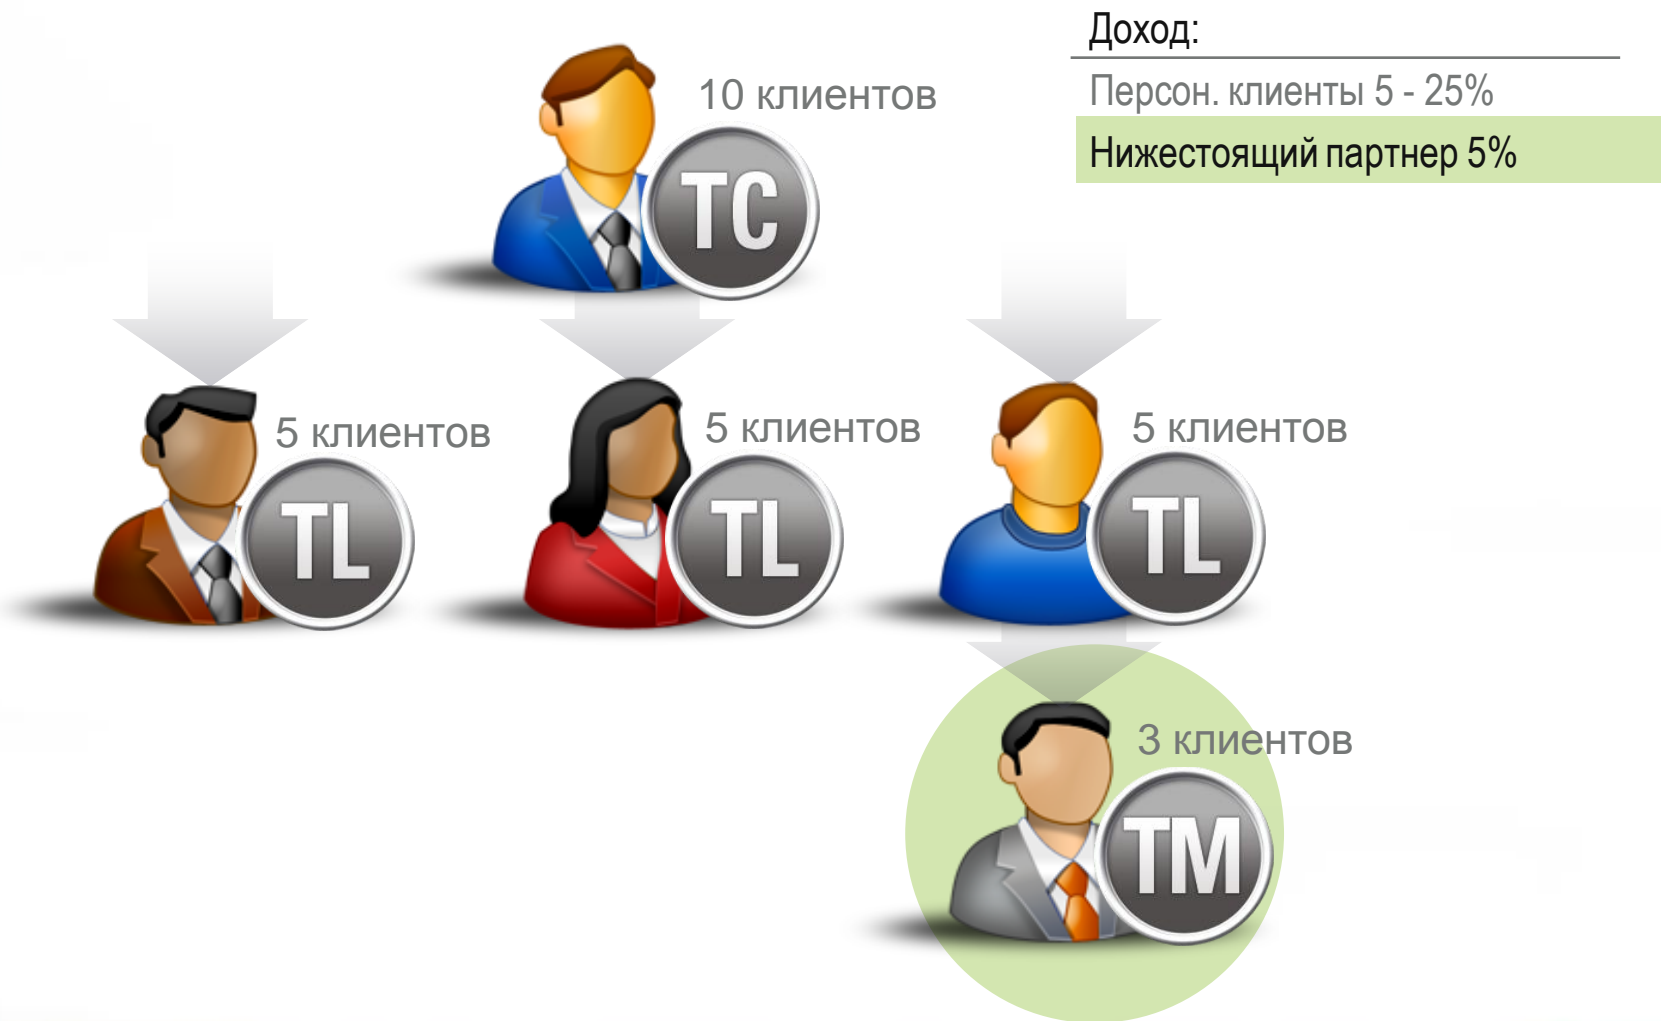 Доход:
10 клиентов
Персон. клиенты 5 - 25%
Нижестоящий партнер 5%
TC
5 клиентов
5 клиентов
5 клиентов
TL
TL
TL
3 клиентов
TM